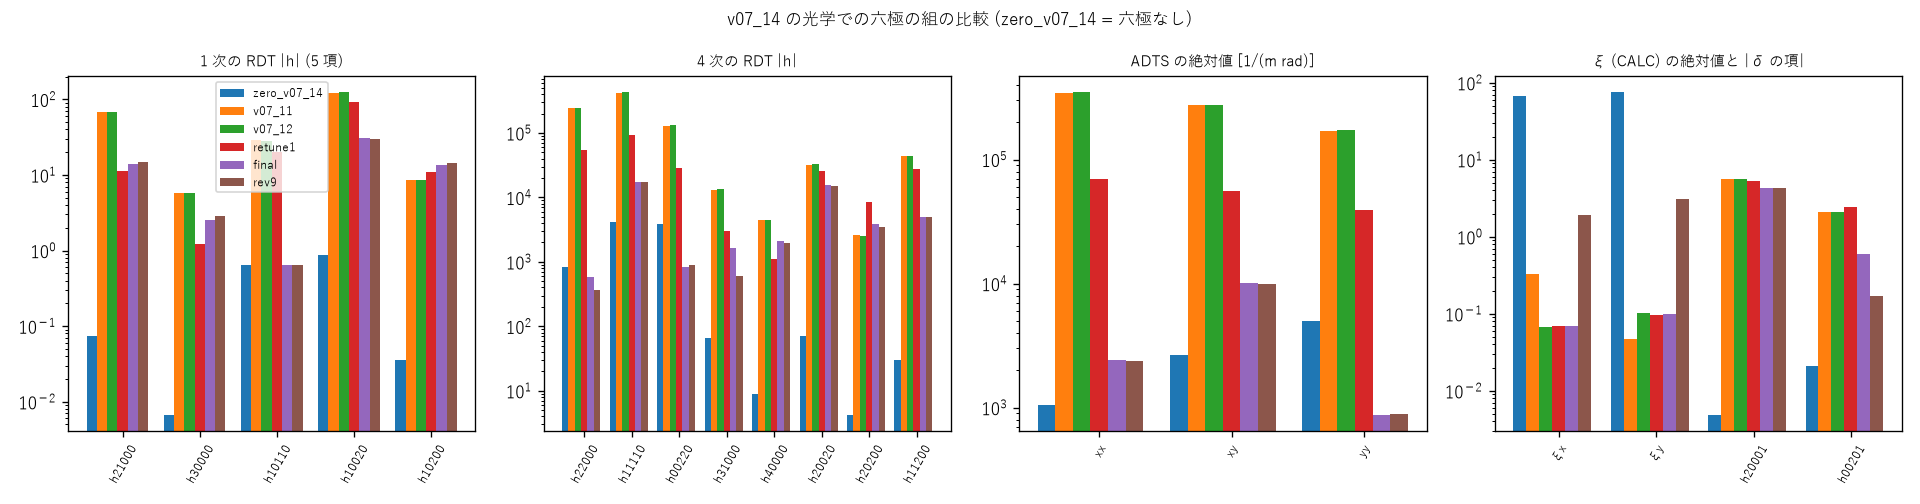 v07_14 の光学での六極の組の比較 (zero_v07_14 = 六極なし)
1 次の RDT |h| (5 項)
10²
10¹
10⁰
10⁻¹
10⁻²
zero_v07_14
v07_11
v07_12
retune1
final
rev9
h21000
h30000
h10110
h10020
h10200
4 次の RDT |h|
10⁵
10⁴
10³
10²
10¹
h22000
h11110
h00220
h31000
h40000
h20020
h20200
h11200
ADTS の絶対値 [1/(m rad)]
10⁵
10⁴
10³
xx
xy
yy
ξ (CALC) の絶対値と |δ の項|
10²
10¹
10⁰
10⁻¹
10⁻²
ξx
ξy
h20001
h00201